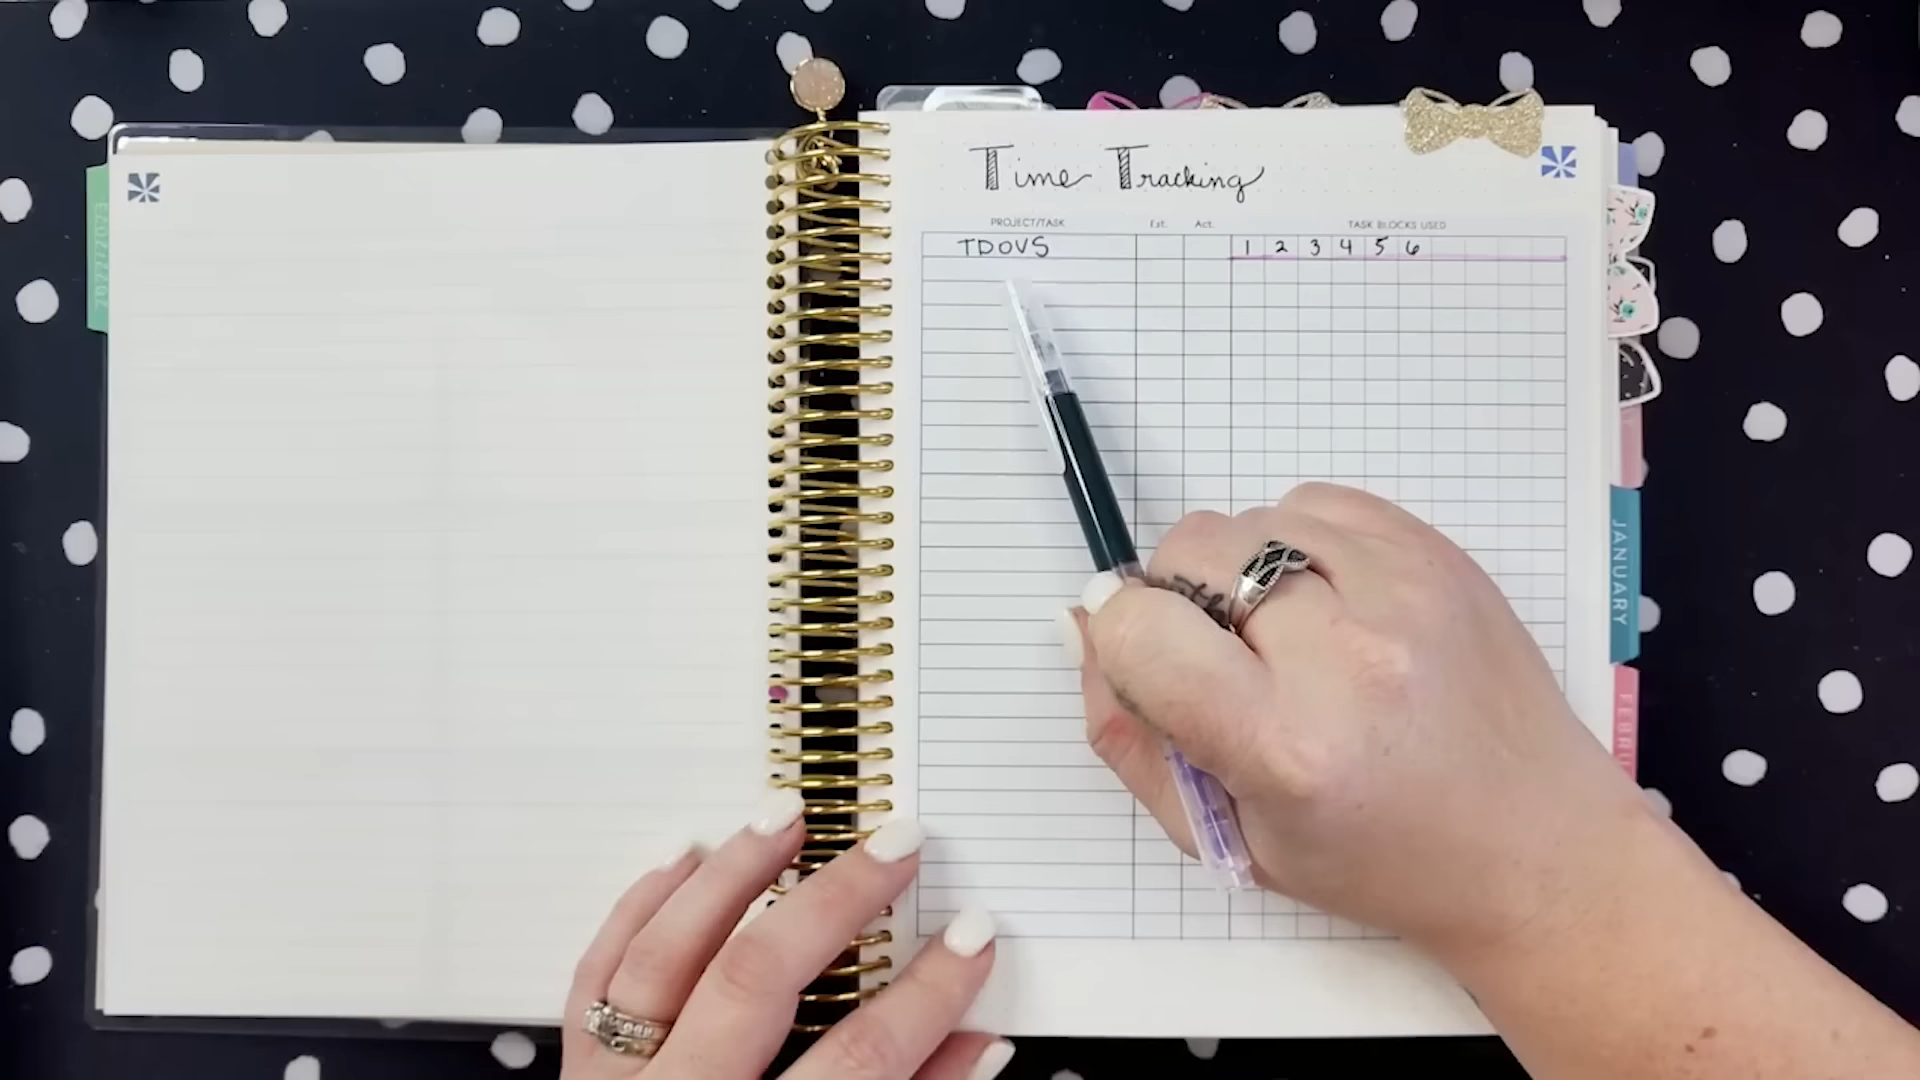 Time Tracking
PROJECT/TASK Est. Act. TASK BLOCKS USED
TDOVS 1 2 3 4 5 6
JANUARY